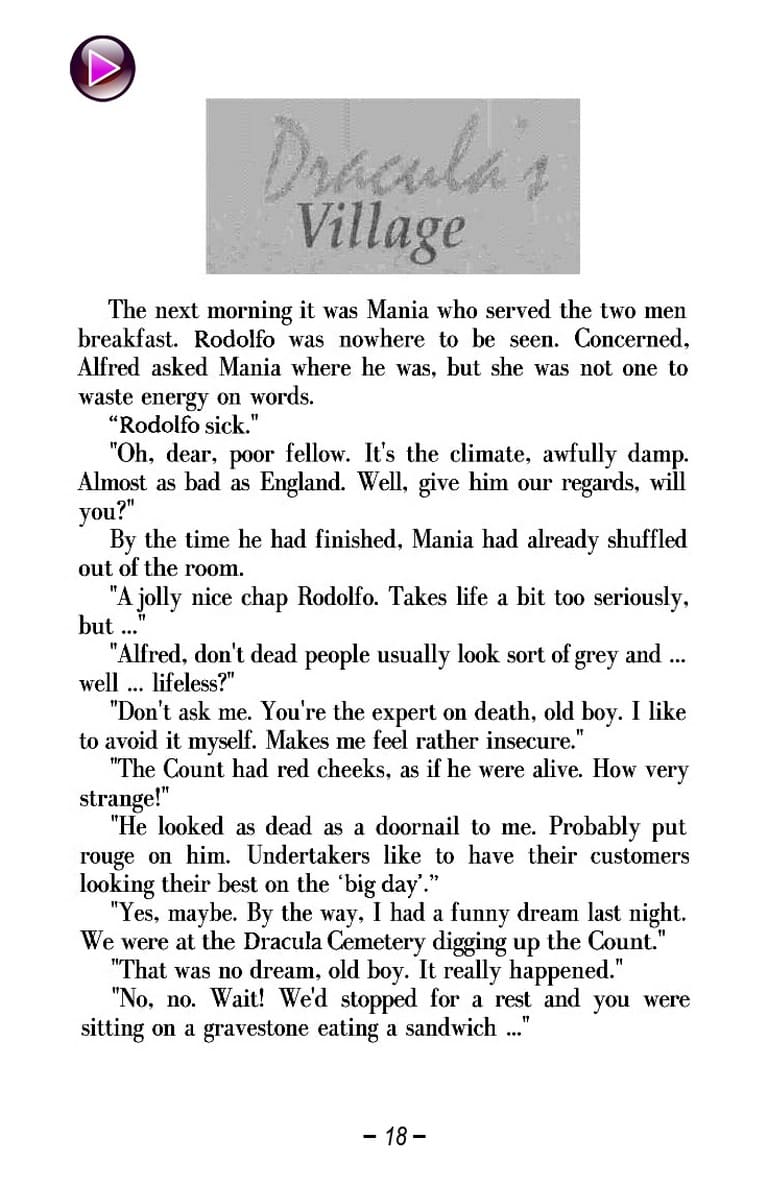 Dracula's
Village
The next morning it was Mania who served the two men
breakfast. Rodolfo was nowhere to be seen. Concerned,
Alfred asked Mania where he was, but she was not one to
waste energy on words.
“Rodolfo sick."
"Oh, dear, poor fellow. It's the climate, awfully damp.
Almost as bad as England. Well, give him our regards, will
you?"
By the time he had finished, Mania had already shuffled
out of the room.
"A jolly nice chap Rodolfo. Takes life a bit too seriously,
but ..."
"Alfred, don't dead people usually look sort of grey and ...
well ... lifeless?"
"Don't ask me. You're the expert on death, old boy. I like
to avoid it myself. Makes me feel rather insecure."
"The Count had red cheeks, as if he were alive. How very
strange!"
"He looked as dead as a doornail to me. Probably put
rouge on him. Undertakers like to have their customers
looking their best on the ‘big day’.”
"Yes, maybe. By the way, I had a funny dream last night.
We were at the Dracula Cemetery digging up the Count."
"That was no dream, old boy. It really happened."
"No, no. Wait! We'd stopped for a rest and you were
sitting on a gravestone eating a sandwich ..."
– 18 –